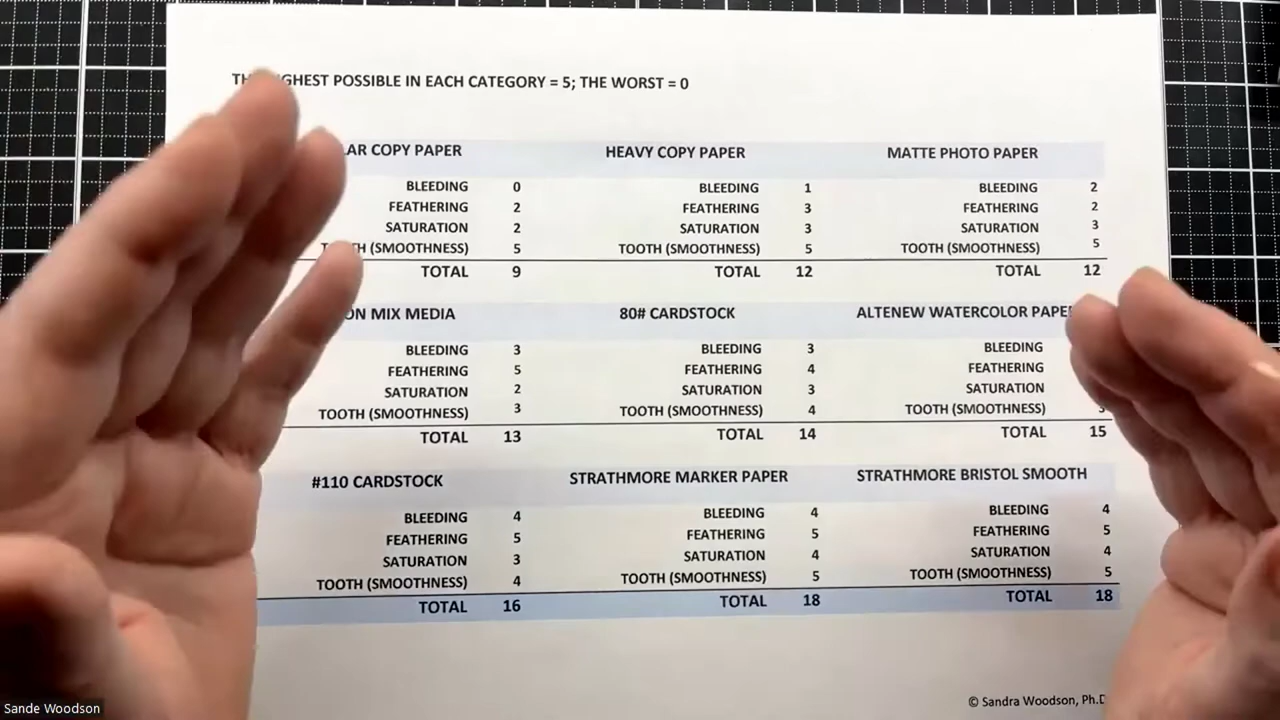 HIGHEST POSSIBLE IN EACH CATEGORY = 5; THE WORST = 0
COPY PAPER
BLEEDING 0
FEATHERING 2
SATURATION 2
(SMOOTHNESS) 5
TOTAL 9
HEAVY COPY PAPER
BLEEDING 1
FEATHERING 3
SATURATION 3
TOOTH (SMOOTHNESS) 5
TOTAL 12
MATTE PHOTO PAPER
BLEEDING 2
FEATHERING 2
SATURATION 3
TOOTH (SMOOTHNESS) 5
TOTAL 12
MIX MEDIA
BLEEDING 3
FEATHERING 5
SATURATION 2
TOOTH (SMOOTHNESS) 3
TOTAL 13
80# CARDSTOCK
BLEEDING 3
FEATHERING 4
SATURATION 3
TOOTH (SMOOTHNESS) 4
TOTAL 14
ALTENEW WATERCOLOR PAPER
BLEEDING
FEATHERING
SATURATION
TOOTH (SMOOTHNESS)
TOTAL 15
#110 CARDSTOCK
BLEEDING 4
FEATHERING 5
SATURATION 3
TOOTH (SMOOTHNESS) 4
TOTAL 16
STRATHMORE MARKER PAPER
BLEEDING 4
FEATHERING 5
SATURATION 4
TOOTH (SMOOTHNESS) 5
TOTAL 18
STRATHMORE BRISTOL SMOOTH
BLEEDING 4
FEATHERING 5
SATURATION 4
TOOTH (SMOOTHNESS) 5
TOTAL 18
© Sandra Woodson, Ph.D
Sande Woodson